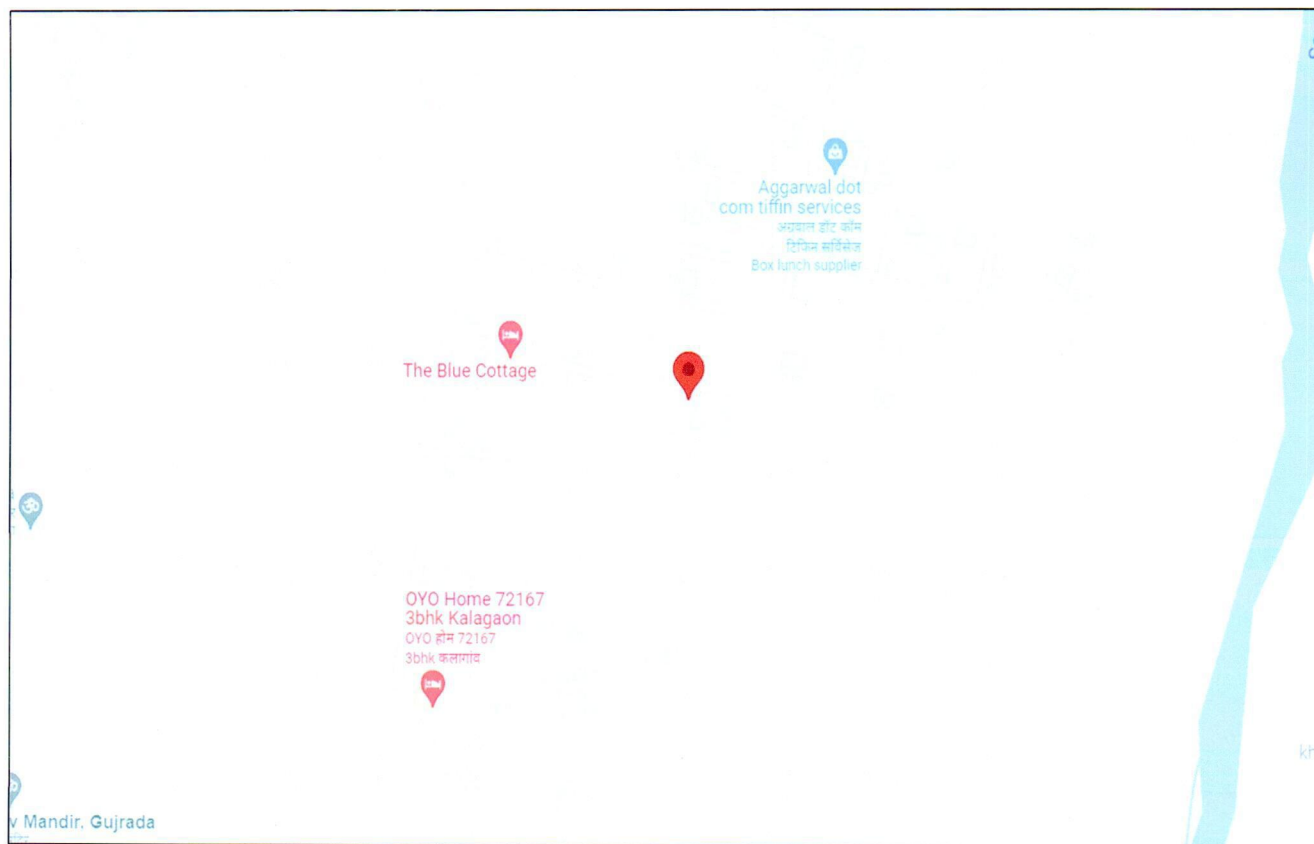 Aggarwal dot
com tiffin services
अग्रवाल डॉट कॉम
टिफिन सर्विसेज
Box lunch supplier
The Blue Cottage
OYO Home 72167
3bhk Kalagaon
OYO होम 72167
3bhk कलागांव
v Mandir. Gujrada
kh